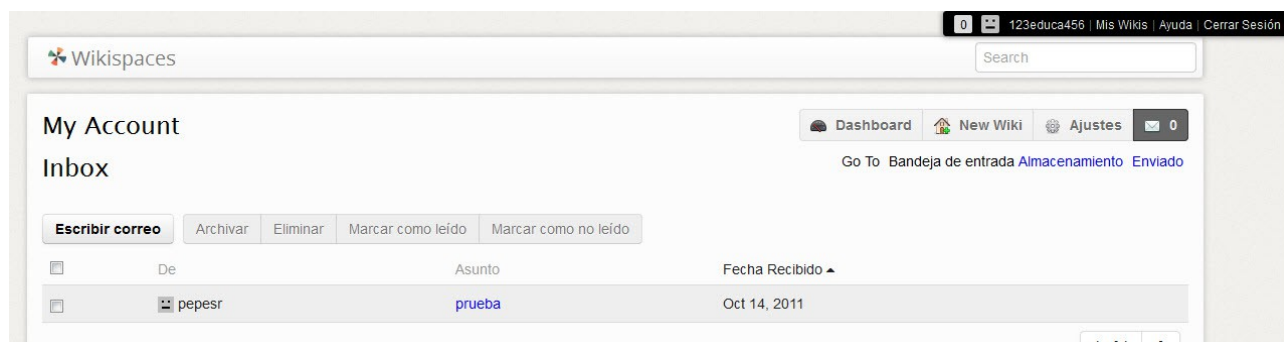 0 123educa456 | Mis Wikis | Ayuda | Cerrar Sesión
Wikispaces Search
My Account Dashboard New Wiki Ajustes 0
Inbox Go To Bandeja de entrada Almacenamiento Enviado
Escribir correo Archivar Eliminar Marcar como leído Marcar como no leído
De Asunto Fecha Recibido
pepesr prueba Oct 14, 2011